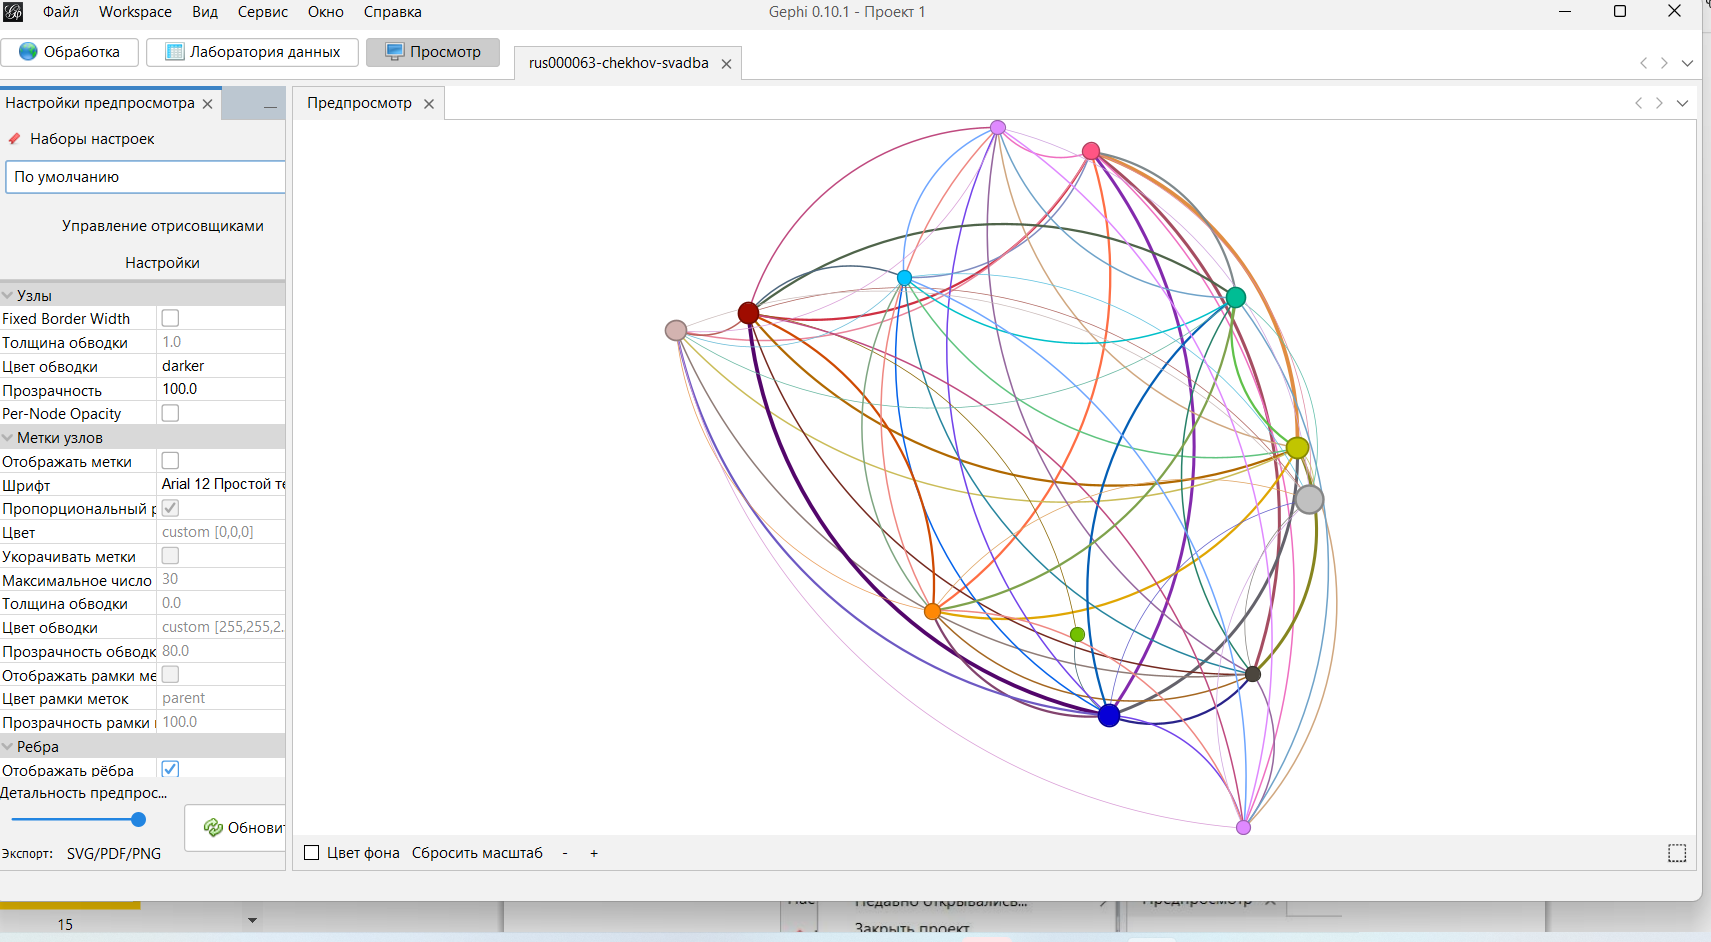 Файл Workspace Вид Сервис Окно Справка Gephi 0.10.1 - Проект 1
Обработка Лаборатория данных Просмотр rus000063-chekhov-svadba
Настройки предпросмотра Предпросмотр
Наборы настроек
По умолчанию
Управление отрисовщиками
Настройки
Узлы
Fixed Border Width
Толщина обводки 1.0
Цвет обводки darker
Прозрачность 100.0
Per-Node Opacity
Метки узлов
Отображать метки
Шрифт Arial 12 Простой те
Пропорциональный р
Цвет custom [0,0,0]
Укорачивать метки
Максимальное число 30
Толщина обводки 0.0
Цвет обводки custom [255,255,2..
Прозрачность обводк 80.0
Отображать рамки ме
Цвет рамки меток parent
Прозрачность рамки 100.0
Ребра
Отображать рёбра
Детальность предпрос...
Обновит
Экспорт: SVG/PDF/PNG
Цвет фона Сбросить масштаб - +
Недавно открывались... Предпросмотр
15 Закрыть проект